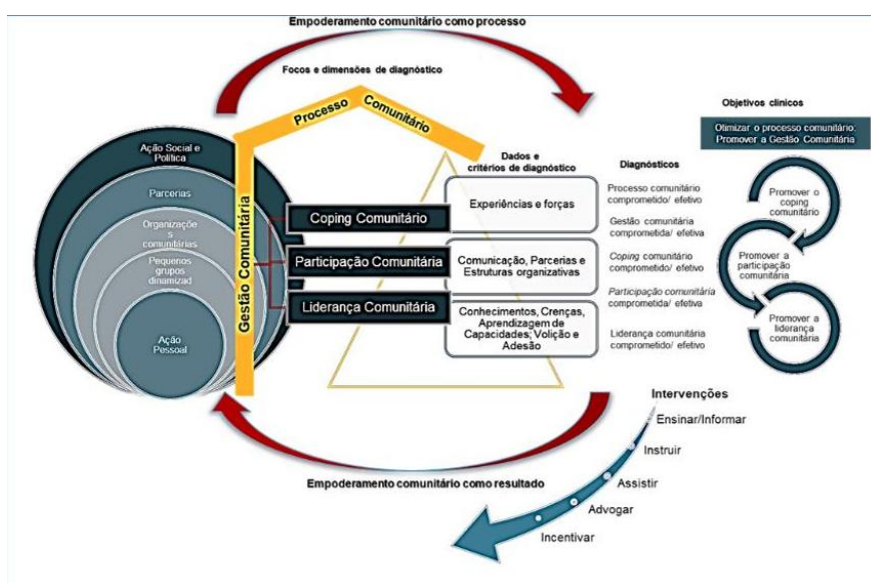 Empoderamento comunitário como processo
Focos e dimensões de diagnóstico
Processo
Comunitário
Gestão Comunitária
Ação Social e
Política
Parcerias
Organizaçõe
s comunitárias
Pequenos
grupos
dinamizad
Ação
Pessoal
Coping Comunitário
Participação Comunitária
Liderança Comunitária
Dados e
critérios de diagnóstico
Experiências e forças
Comunicação, Parcerias e
Estruturas organizativas
Conhecimentos, Crenças,
Aprendizagem de
Capacidades; Volição e
Adesão
Diagnósticos
Processo comunitário
comprometido/ efetivo
Gestão comunitária
comprometida/ efetiva
Coping comunitário
comprometido/ efetivo
Participação comunitária
comprometida/ efetiva
Liderança comunitária
comprometido/ efetivo
Objetivos clinicos
Otimizar o processo comunitário:
Promover a Gestão Comunitária
Promover o
coping
comunitário
Promover a
participação
comunitária
Promover a
liderança
comunitária
Intervenções
Ensinar/Informar
Instruir
Assistir
Advogar
Incentivar
Empoderamento comunitário como resultado